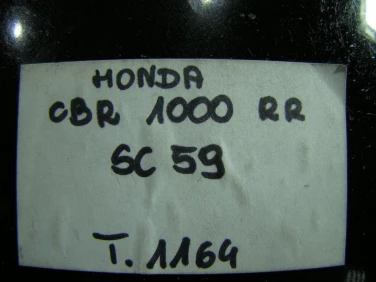 HONDA
CBR 1000 RR
SC 59
T. 1164